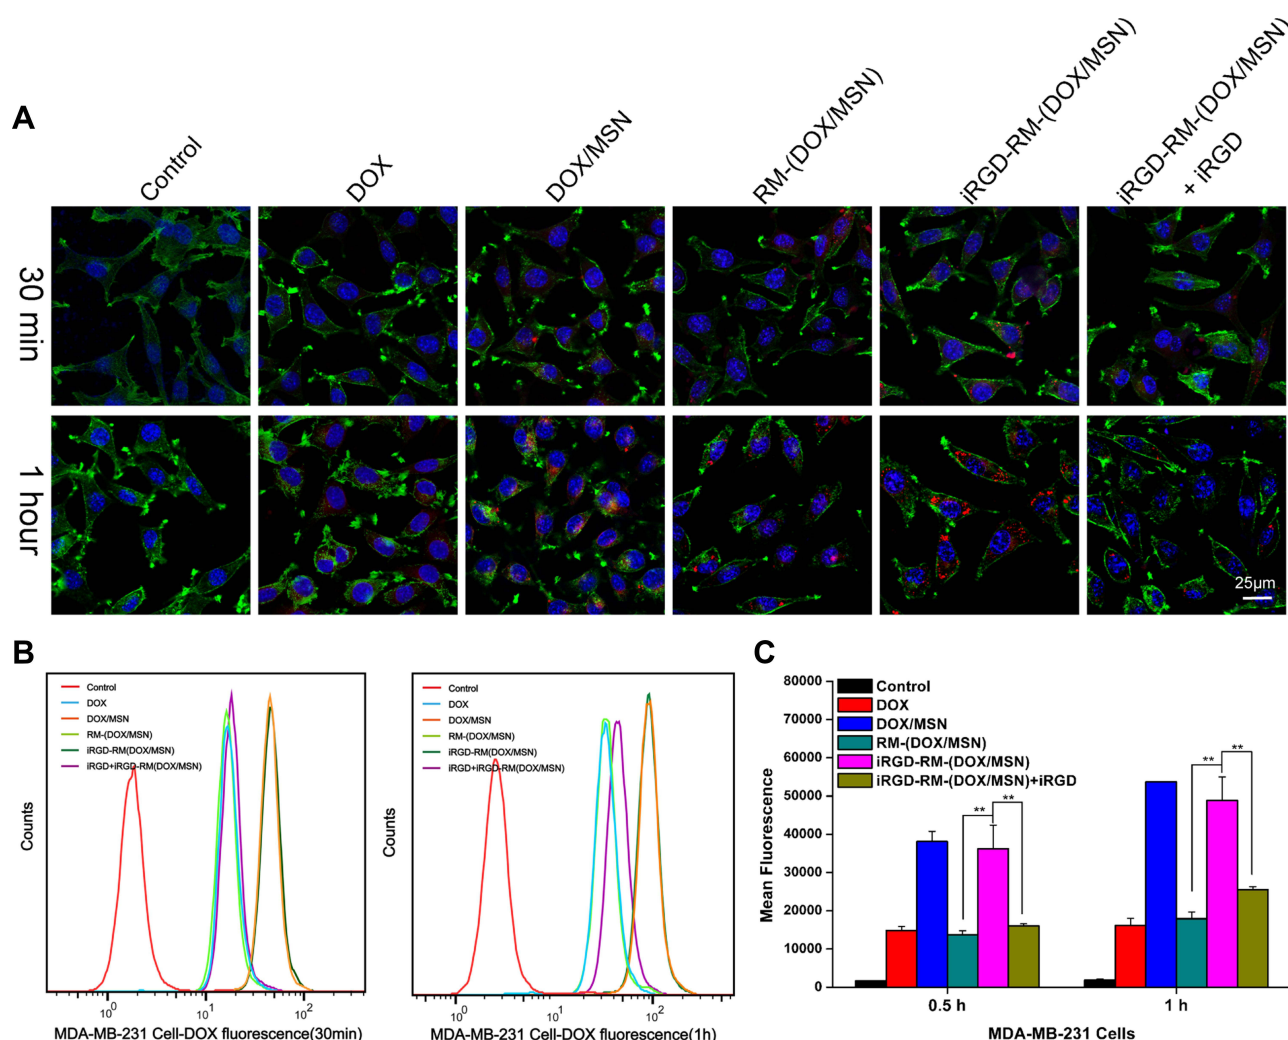 A
Control
DOX
DOX/MSN
RM-(DOX/MSN)
iRGD-RM-(DOX/MSN)
iRGD-RM-(DOX/MSN)
+ iRGD
30 min
1 hour
25μm
B
Control
DOX
DOX/MSN
RM-(DOX/MSN)
iRGD-RM(DOX/MSN)
iRGD+iRGD-RM(DOX/MSN)
Counts
10⁰
10¹
10²
MDA-MB-231 Cell-DOX fluorescence(30min)
Control
DOX
DOX/MSN
RM-(DOX/MSN)
iRGD-RM(DOX/MSN)
iRGD+iRGD-RM(DOX/MSN)
Counts
10⁰
10¹
10²
MDA-MB-231 Cell-DOX fluorescence(1h)
C
Control
DOX
DOX/MSN
RM-(DOX/MSN)
iRGD-RM-(DOX/MSN)
iRGD-RM-(DOX/MSN)+iRGD
Mean Fluorescence
80000
70000
60000
50000
40000
30000
20000
10000
0
**
**
**
**
0.5 h
1 h
MDA-MB-231 Cells